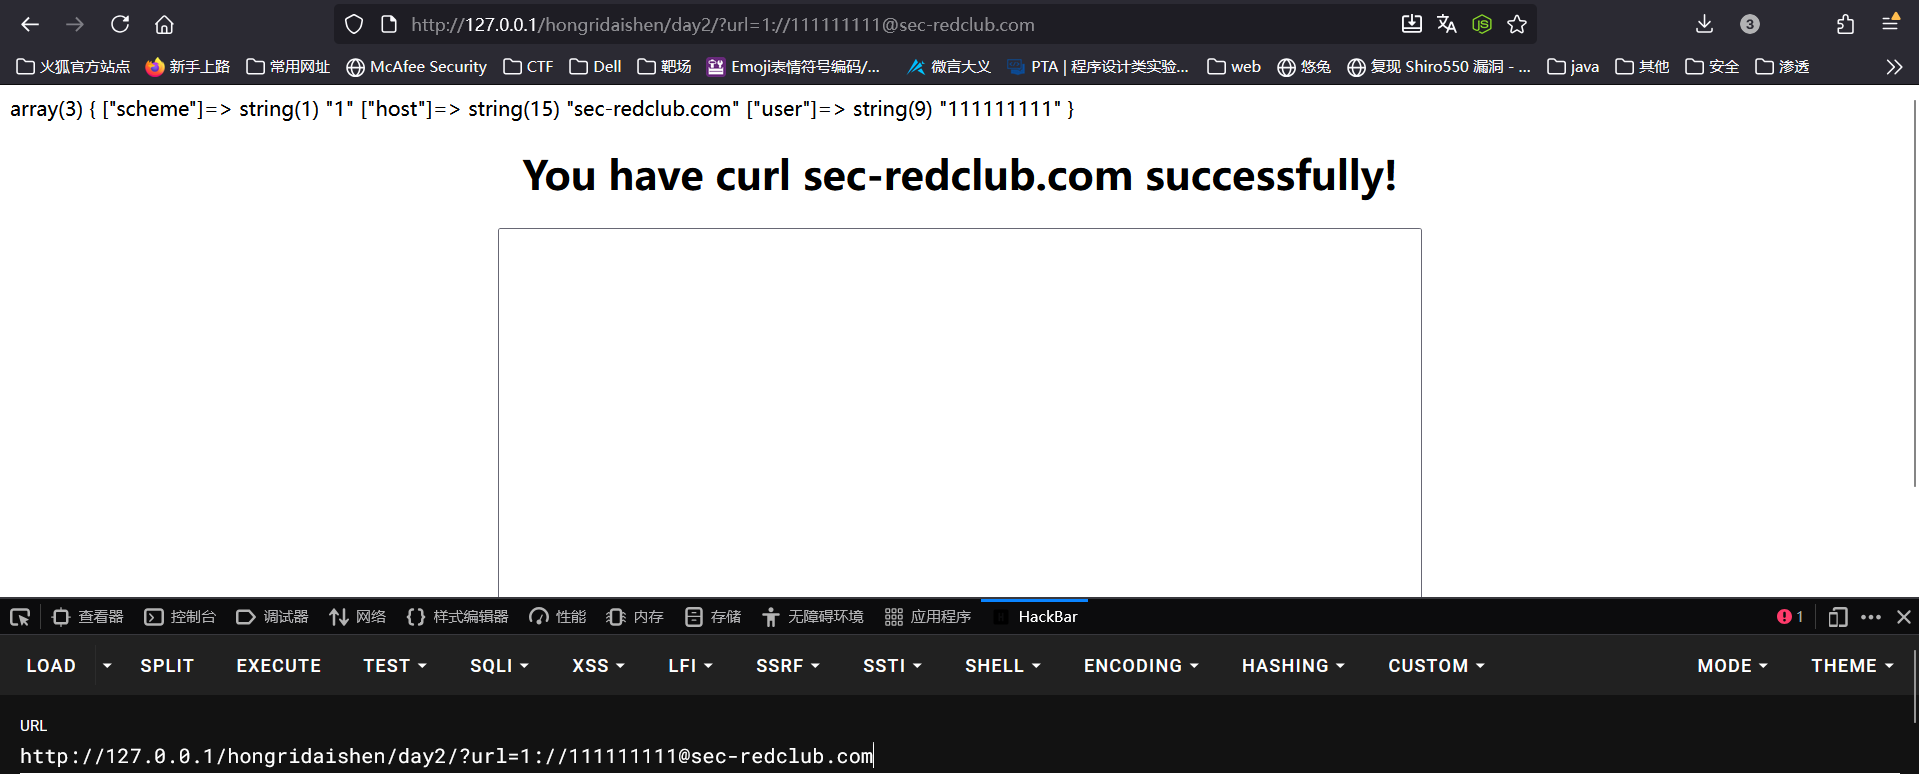 http://127.0.0.1/hongridaishen/day2/?url=1://111111111@sec-redclub.com
3
火狐官方站点 新手上路 常用网址 McAfee Security CTF Dell 靶场 Emoji表情符号编码/... 微言大义 PTA | 程序设计类实验... web 悠兔 复现 Shiro550 漏洞 - ... java 其他 安全 渗透
array(3) { ["scheme"]=> string(1) "1" ["host"]=> string(15) "sec-redclub.com" ["user"]=> string(9) "111111111" }
You have curl sec-redclub.com successfully!
查看器 控制台 调试器 网络 样式编辑器 性能 内存 存储 无障碍环境 应用程序 HackBar 1
LOAD SPLIT EXECUTE TEST SQLI XSS LFI SSRF SSTI SHELL ENCODING HASHING CUSTOM MODE THEME
URL
http://127.0.0.1/hongridaishen/day2/?url=1://111111111@sec-redclub.com